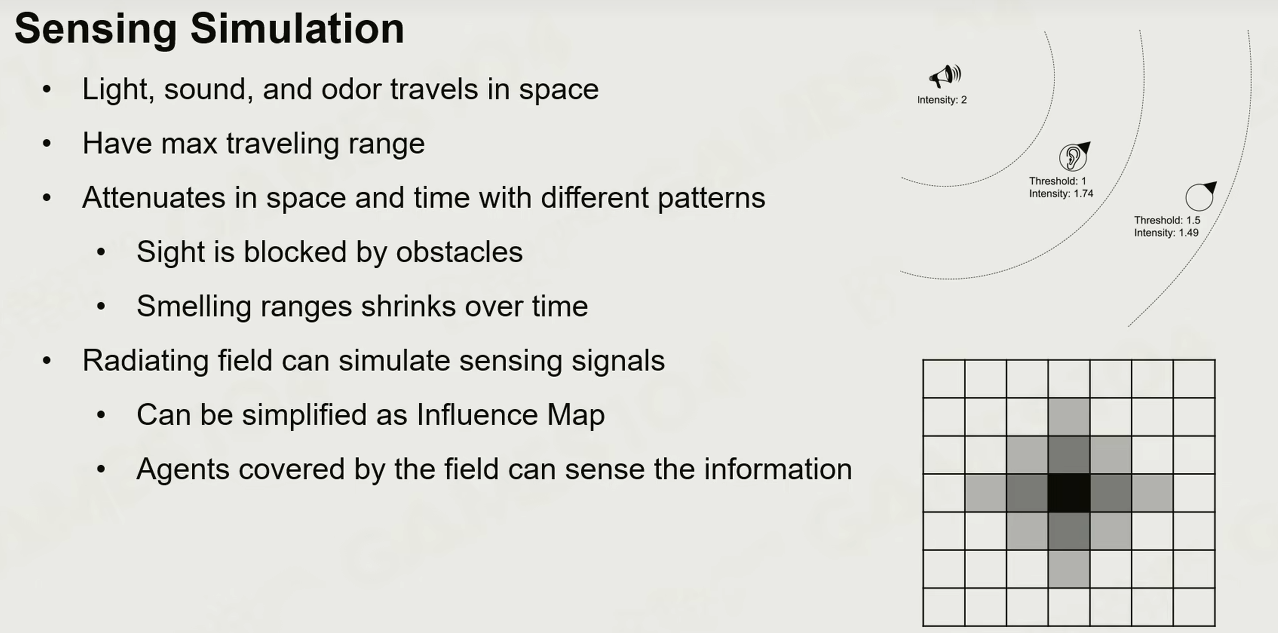 Sensing Simulation
• Light, sound, and odor travels in space
• Have max traveling range
• Attenuates in space and time with different patterns
• Sight is blocked by obstacles
• Smelling ranges shrinks over time
• Radiating field can simulate sensing signals
• Can be simplified as Influence Map
• Agents covered by the field can sense the information
Intensity: 2
Threshold: 1
Intensity: 1.74
Threshold: 1.5
Intensity: 1.49
GAMES104